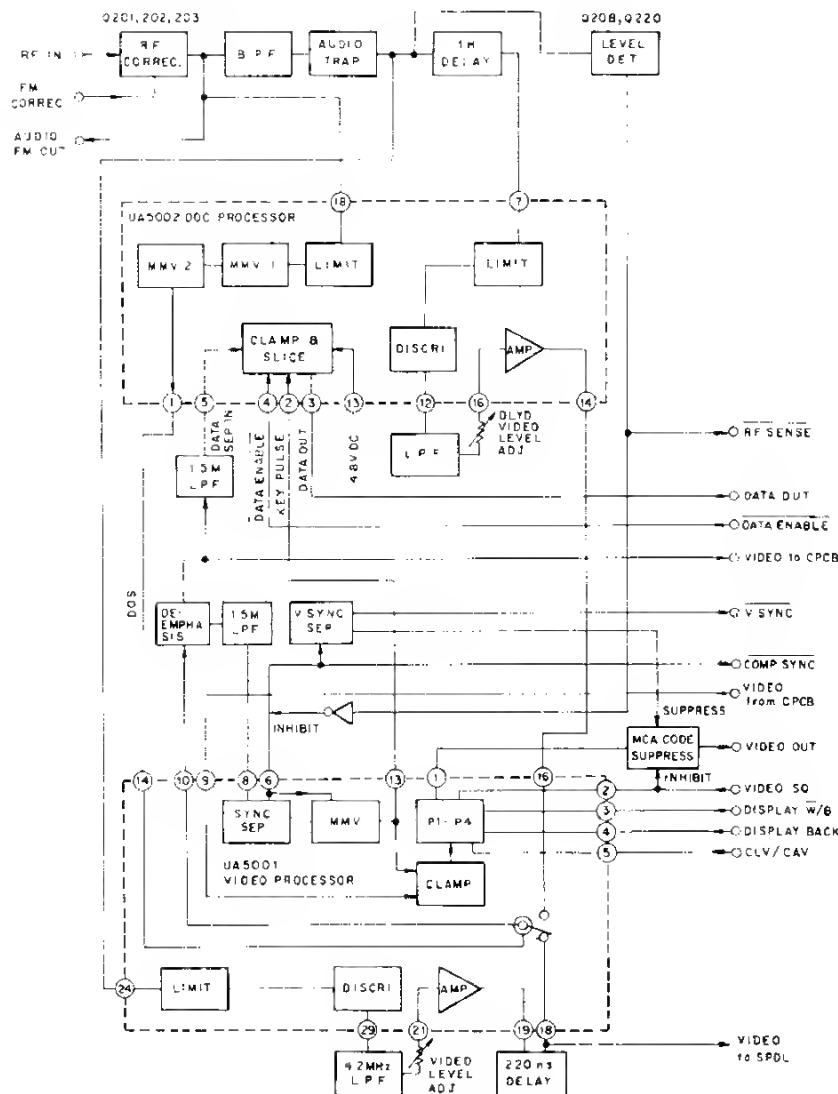 Q201,202,203
Q208,Q220
RF IN
RF
CORREC.
B P F
AUDIO
TRAP
1H
DELAY
LEVEL
DET
FM
CORREC
AUDIO
FM OUT
18
7
UA5002 DOC PROCESSOR
MMV 2
MMV 1
LIMIT
LIMIT
CLAMP &
SLICE
DISCRI
AMP
1
5
4
2
3
13
12
16
14
DATA
SEP IN
DATA ENABLE
KEY PULSE
DATA OUT
4.8V DC
L P F
DLYD
VIDEO
LEVEL
ADJ
RF SENSE
1.5M
LPF
DATA OUT
DATA ENABLE
VIDEO to CPCB
DOS
DE-
EMPHA
SIS
1.5M
LPF
V SYNC
SEP
V SYNC
COMP SYNC
VIDEO
from CPCB
INHIBIT
SUPPRESS
MCA CODE
SUPPRESS
VIDEO OUT
INHIBIT
14
10
9
8
6
13
1
16
2
VIDEO SQ
SYNC
SEP
MMV
P1-P4
3
DISPLAY W/B
4
DISPLAY BACK
5
CLV/CAV
UA5001
VIDEO PROCESSOR
CLAMP
24
LIMIT
DISCRI
AMP
29
21
19
18
4.2MHz
L P F
VIDEO
LEVEL
ADJ
220 ns
DELAY
VIDEO
to SPDL